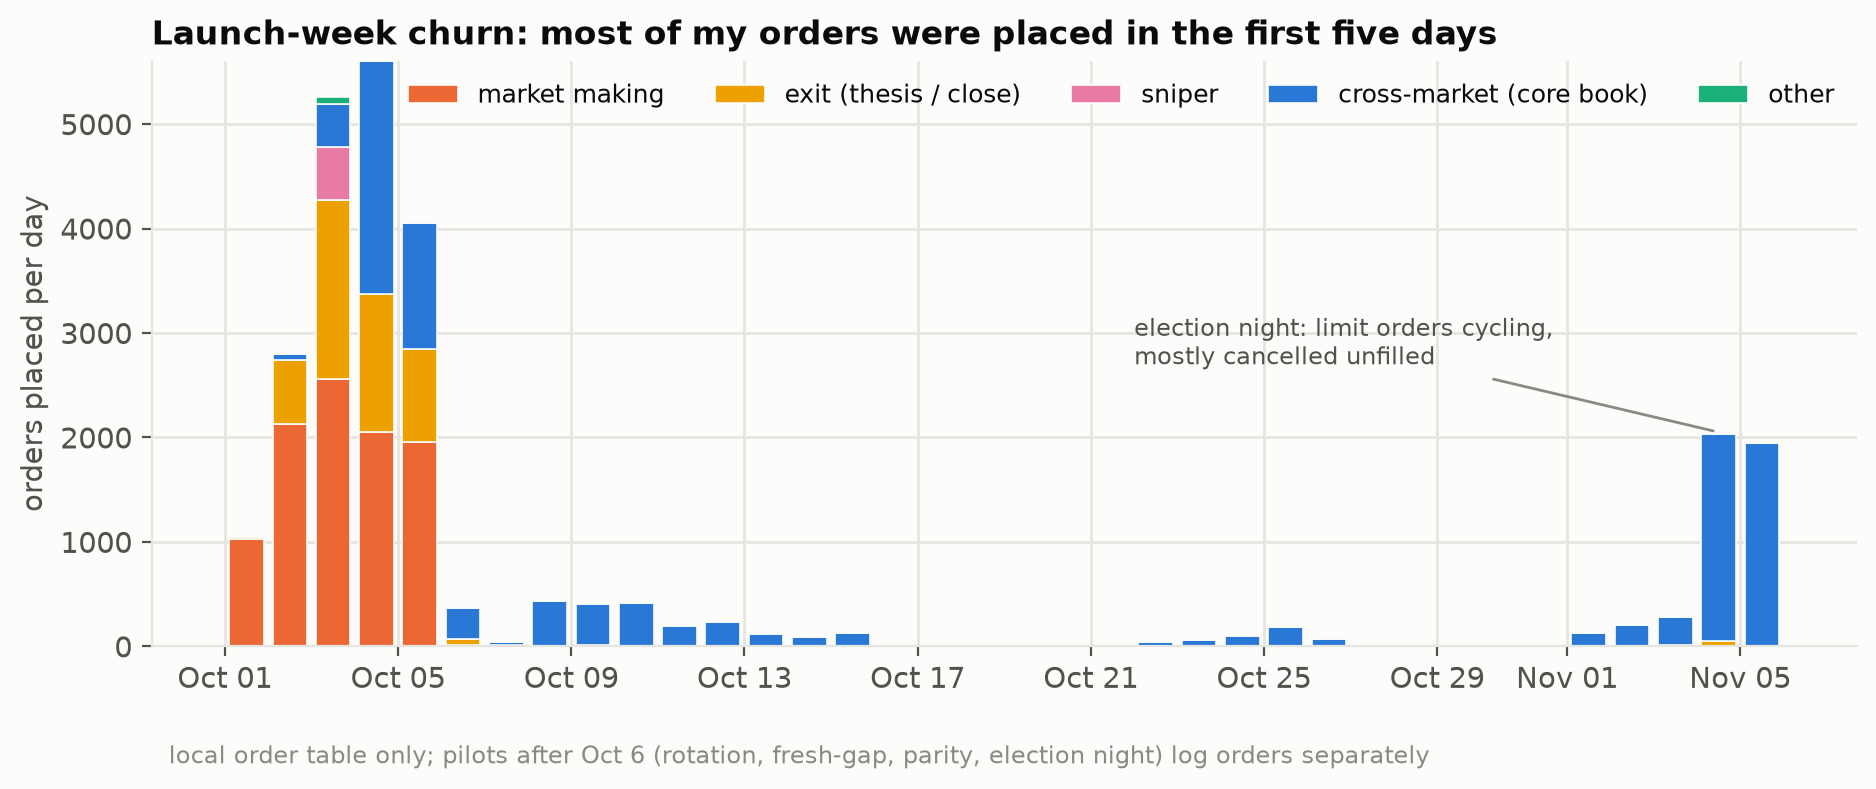 Launch-week churn: most of my orders were placed in the first five days
market making
exit (thesis / close)
sniper
cross-market (core book)
other
orders placed per day
5000
4000
3000
2000
1000
0
election night: limit orders cycling,
mostly cancelled unfilled
Oct 01
Oct 05
Oct 09
Oct 13
Oct 17
Oct 21
Oct 25
Oct 29
Nov 01
Nov 05
local order table only; pilots after Oct 6 (rotation, fresh-gap, parity, election night) log orders separately